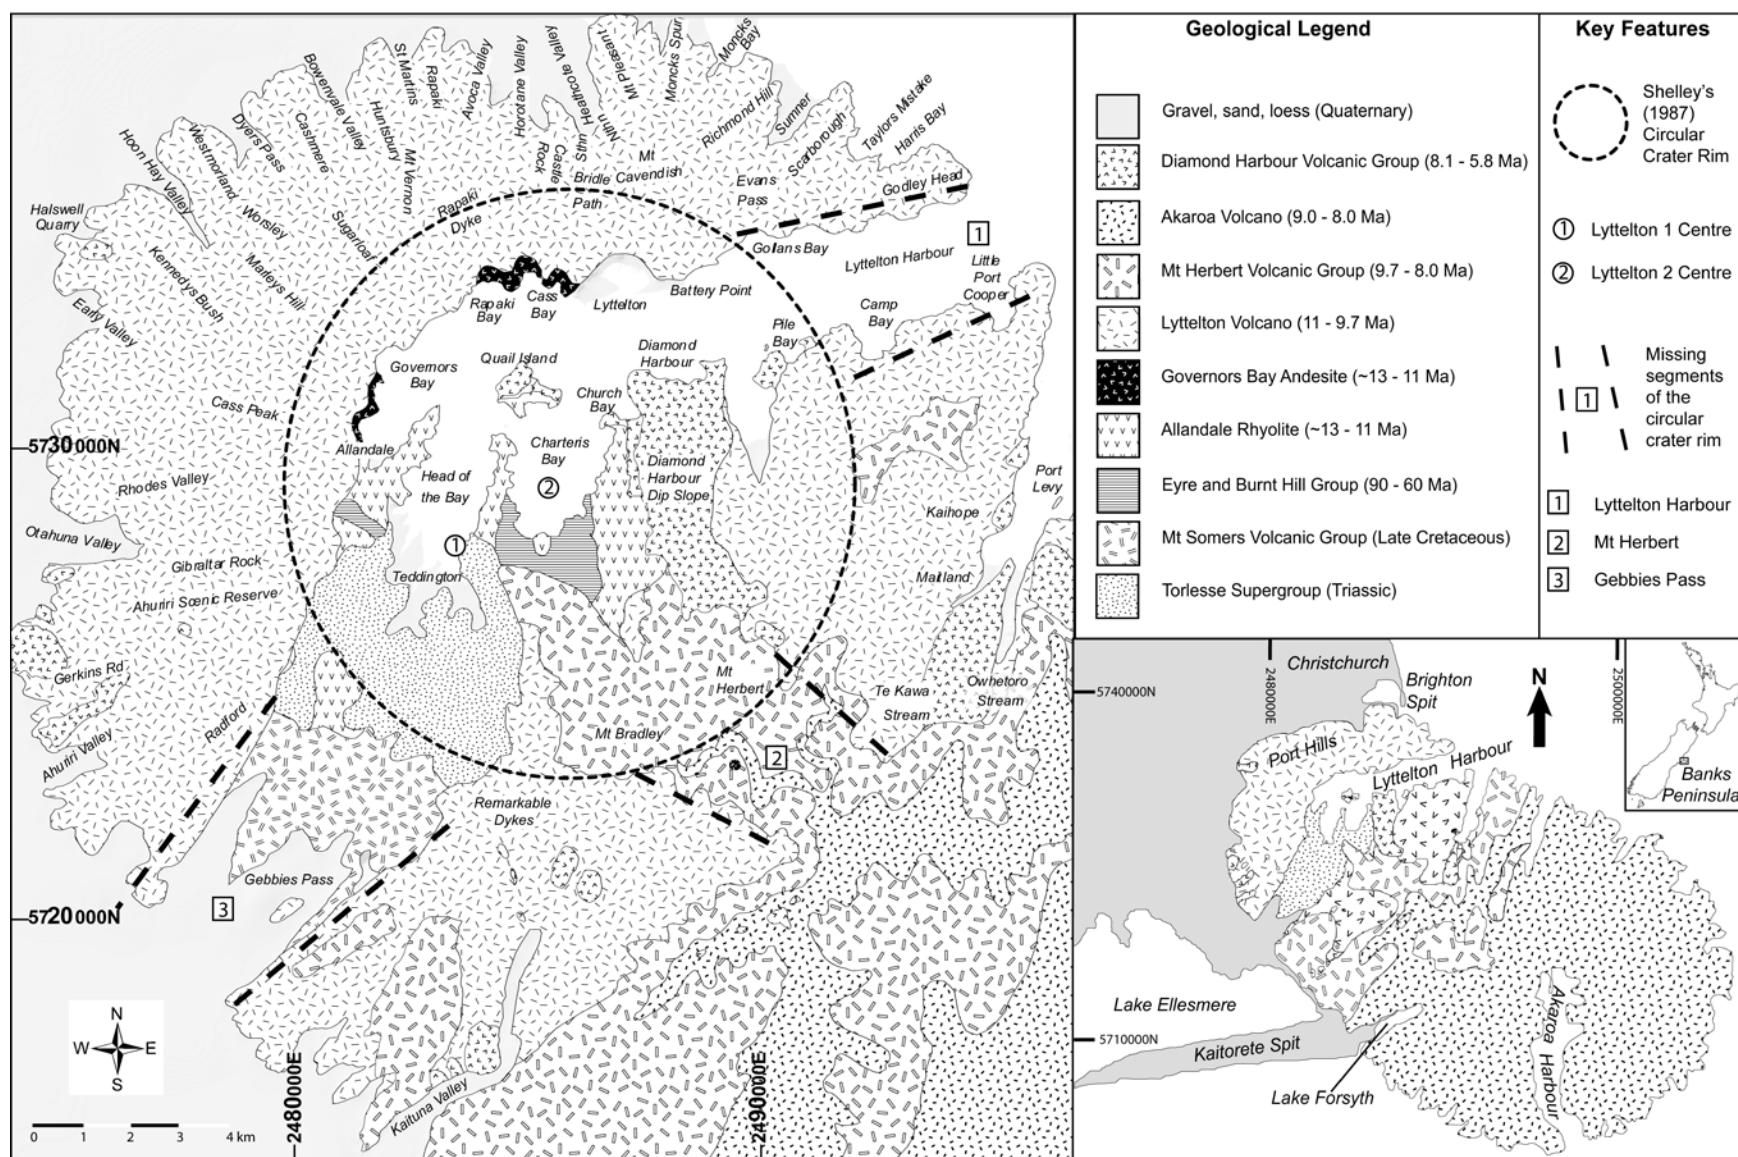 Hoon Hay Valley
Westmorland
Dyers Pass
Cashmere
Bowenvale Valley
Huntsbury
St Martins
Mt Vernon
Rapaki
Avoca Valley
Horotane Valley
Heathcote Valley
Castle
Rock
Sthn
Nthn
Mt Pleasant
Moncks Spur
Moncks
Bay
Richmond Hill
Sumner
Scarborough
Taylors Mistake
Harris Bay
Godley Head
Halswell
Quarry
Worsley
Sugarloaf
Rapaki
Dyke
Bridle
Path
Mt
Cavendish
Evans
Pass
Gollans Bay
Lyttelton Harbour
1
Little
Port
Cooper
Kennedys Bush
Marleys Hill
Early Valley
Rapaki
Bay
Cass
Bay
Lyttelton
Battery Point
Camp
Bay
Pile
Bay
Governors
Bay
Quail Island
Diamond
Harbour
Church
Bay
Cass Peak
5730000N
Allandale
Charteris
Bay
Head of
the Bay
2
Diamond
Harbour
Dip Slope
Port
Levy
Kaihope
Rhodes Valley
Otahuna Valley
Gibraltar Rock
1
Teddington
Maitland
Ahuriri Scenic Reserve
Gerkins Rd
Radford
Ahuriri Valley
Mt
Herbert
Te Kawa
Stream
Owhetoro
Stream
Mt Bradley
2
Remarkable
Dykes
Gebbies Pass
5720000N
3
Kaituna Valley
N
W E
S
0 1 2 3 4 km
2480000E
2490000E
Geological Legend
Gravel, sand, loess (Quaternary)
Diamond Harbour Volcanic Group (8.1 - 5.8 Ma)
Akaroa Volcano (9.0 - 8.0 Ma)
Mt Herbert Volcanic Group (9.7 - 8.0 Ma)
Lyttelton Volcano (11 - 9.7 Ma)
Governors Bay Andesite (~13 - 11 Ma)
Allandale Rhyolite (~13 - 11 Ma)
Eyre and Burnt Hill Group (90 - 60 Ma)
Mt Somers Volcanic Group (Late Cretaceous)
Torlesse Supergroup (Triassic)
Key Features
Shelley's
(1987)
Circular
Crater Rim
1 Lyttelton 1 Centre
2 Lyttelton 2 Centre
1
Missing
segments
of the
circular
crater rim
1 Lyttelton Harbour
2 Mt Herbert
3 Gebbies Pass
5740000N
2480000E
2500000E
Christchurch
Brighton
Spit
N
Port Hills
Lyttelton Harbour
Banks
Peninsula
Lake Ellesmere
Akaroa Harbour
5710000N
Kaitorete Spit
Lake Forsyth